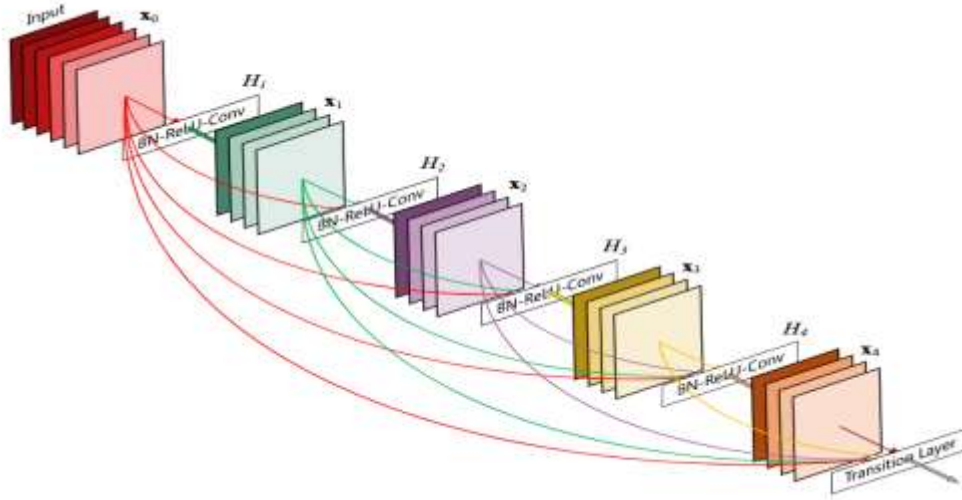 Input
x₀
H₁
BN-ReLU-Conv
x₁
H₂
BN-ReLU-Conv
x₂
H₃
BN-ReLU-Conv
x₃
H₄
BN-ReLU-Conv
x₄
Transition Layer